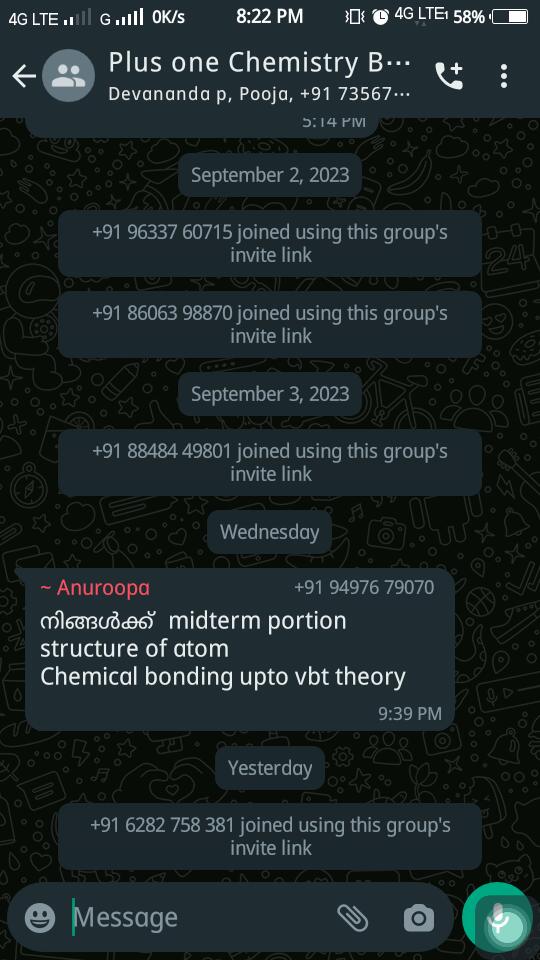 4G LTE G 0K/s 8:22 PM 4G LTE 58%
Plus one Chemistry B...
Devananda p, Pooja, +91 73567...
5:14 PM
September 2, 2023
+91 96337 60715 joined using this group's
invite link
+91 86063 98870 joined using this group's
invite link
September 3, 2023
+91 88484 49801 joined using this group's
invite link
Wednesday
~ Anuroopa +91 94976 79070
നിങ്ങൾക്ക് midterm portion
structure of atom
Chemical bonding upto vbt theory
9:39 PM
Yesterday
+91 6282 758 381 joined using this group's
invite link
Message